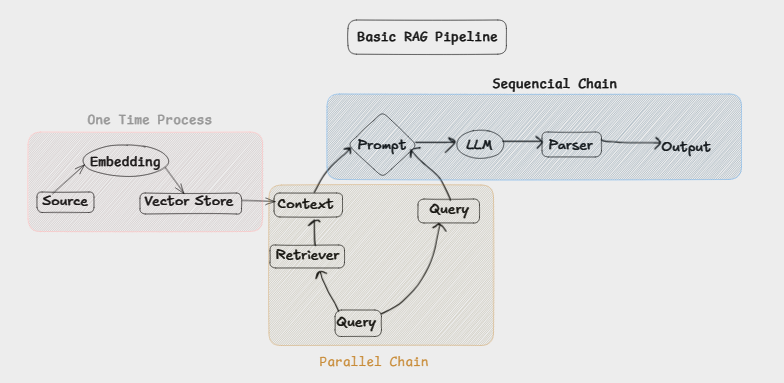 Basic RAG Pipeline
Sequencial Chain
One Time Process
Prompt
LLM
Parser
Output
Embedding
Source
Vector Store
Context
Query
Retriever
Query
Parallel Chain